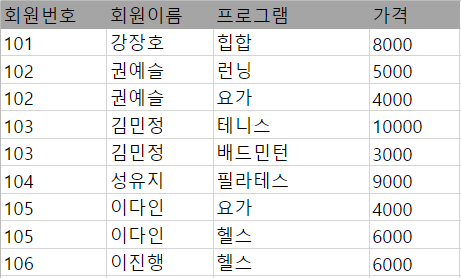 회원번호 회원이름 프로그램 가격
101 강장호 힙합 8000
102 권예슬 런닝 5000
102 권예슬 요가 4000
103 김민정 테니스 10000
103 김민정 배드민턴 3000
104 성유지 필라테스 9000
105 이다인 요가 4000
105 이다인 헬스 6000
106 이진행 헬스 6000